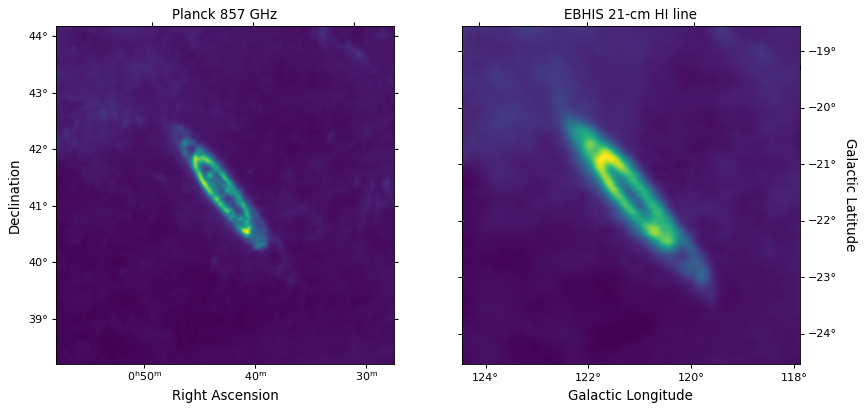 Planck 857 GHz
44°
43°
42°
41°
40°
39°
Declination
0ʰ50ᵐ
40ᵐ
30ᵐ
Right Ascension
EBHIS 21-cm HI line
−19°
−20°
−21°
−22°
−23°
−24°
Galactic Latitude
124°
122°
120°
118°
Galactic Longitude